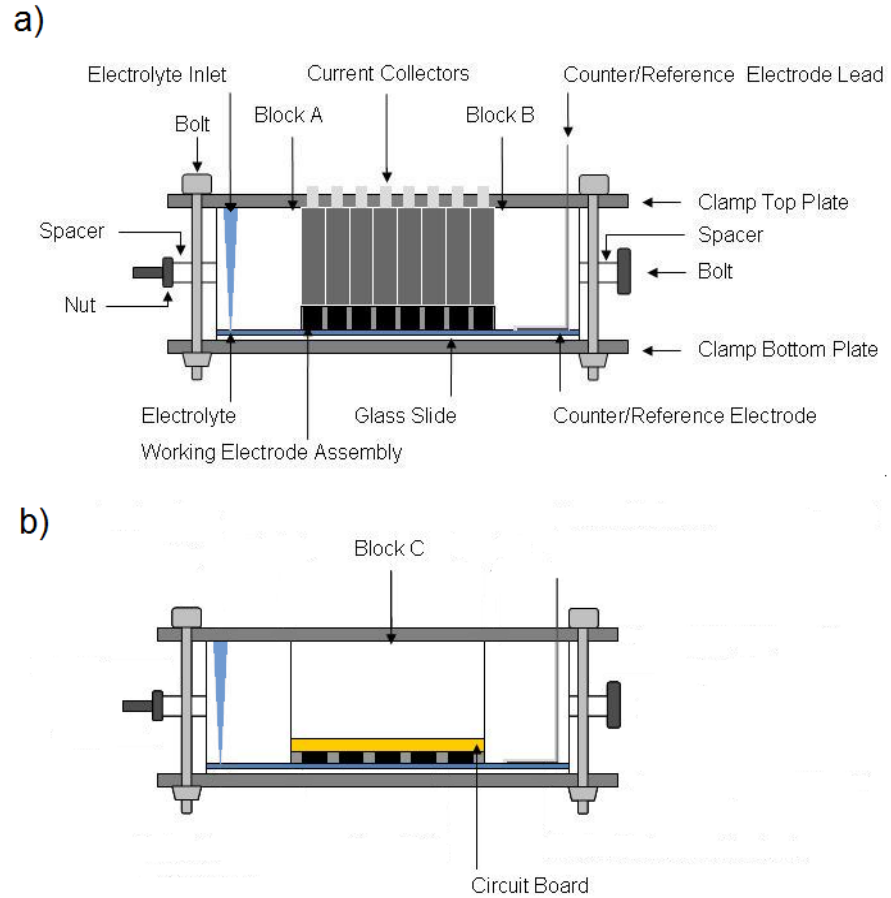 a)
Electrolyte Inlet
Current Collectors
Counter/Reference Electrode Lead
Bolt
Block A
Block B
Clamp Top Plate
Spacer
Spacer
Bolt
Nut
Clamp Bottom Plate
Electrolyte
Glass Slide
Counter/Reference Electrode
Working Electrode Assembly
b)
Block C
Circuit Board